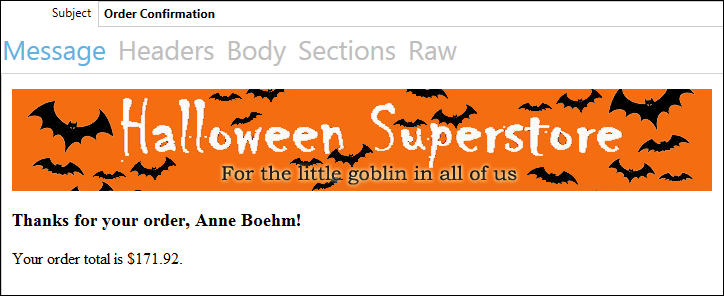 Subject Order Confirmation
Message Headers Body Sections Raw
Halloween Superstore
For the little goblin in all of us
Thanks for your order, Anne Boehm!
Your order total is $171.92.